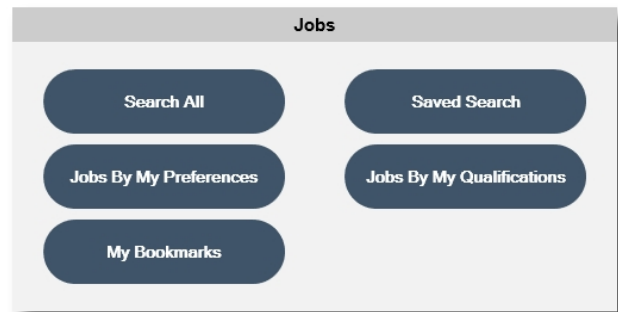 Jobs
Search All
Saved Search
Jobs By My Preferences
Jobs By My Qualifications
My Bookmarks